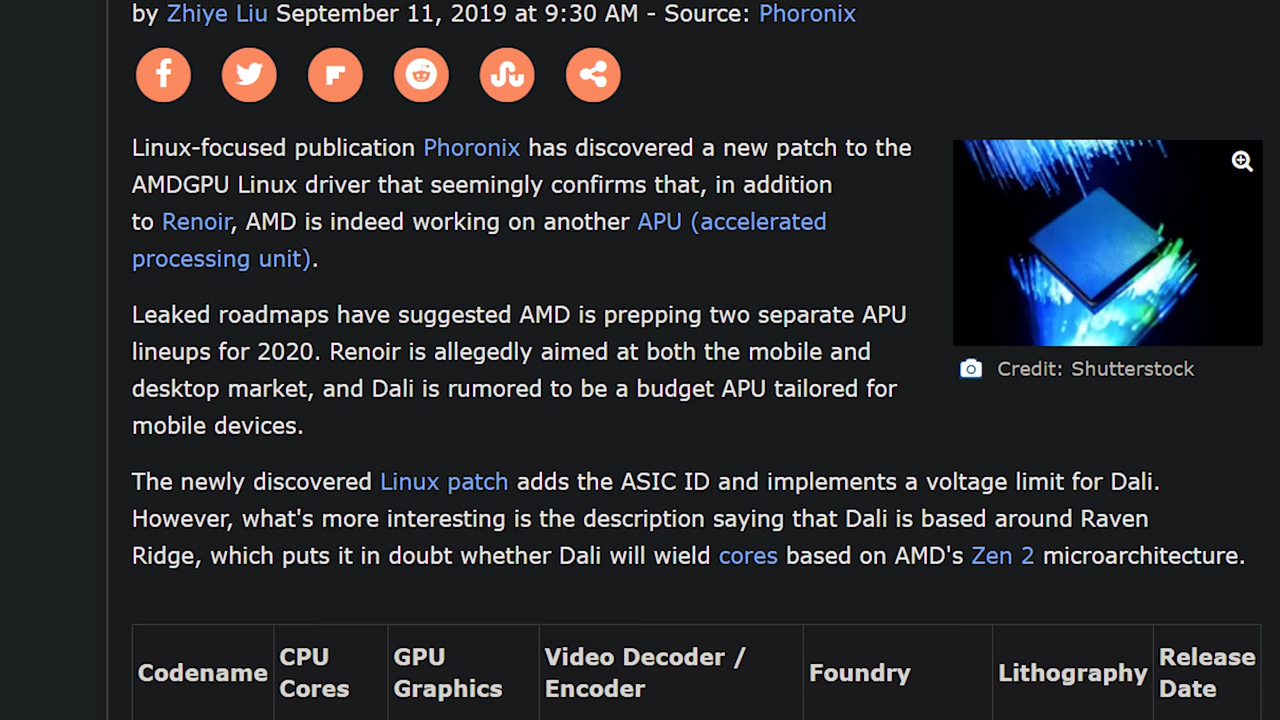 by Zhiye Liu September 11, 2019 at 9:30 AM - Source: Phoronix
Linux-focused publication Phoronix has discovered a new patch to the
AMDGPU Linux driver that seemingly confirms that, in addition
to Renoir, AMD is indeed working on another APU (accelerated
processing unit).
Credit: Shutterstock
Leaked roadmaps have suggested AMD is prepping two separate APU
lineups for 2020. Renoir is allegedly aimed at both the mobile and
desktop market, and Dali is rumored to be a budget APU tailored for
mobile devices.
The newly discovered Linux patch adds the ASIC ID and implements a voltage limit for Dali.
However, what's more interesting is the description saying that Dali is based around Raven
Ridge, which puts it in doubt whether Dali will wield cores based on AMD's Zen 2 microarchitecture.
Codename
CPU
Cores
GPU
Graphics
Video Decoder /
Encoder
Foundry
Lithography
Release
Date